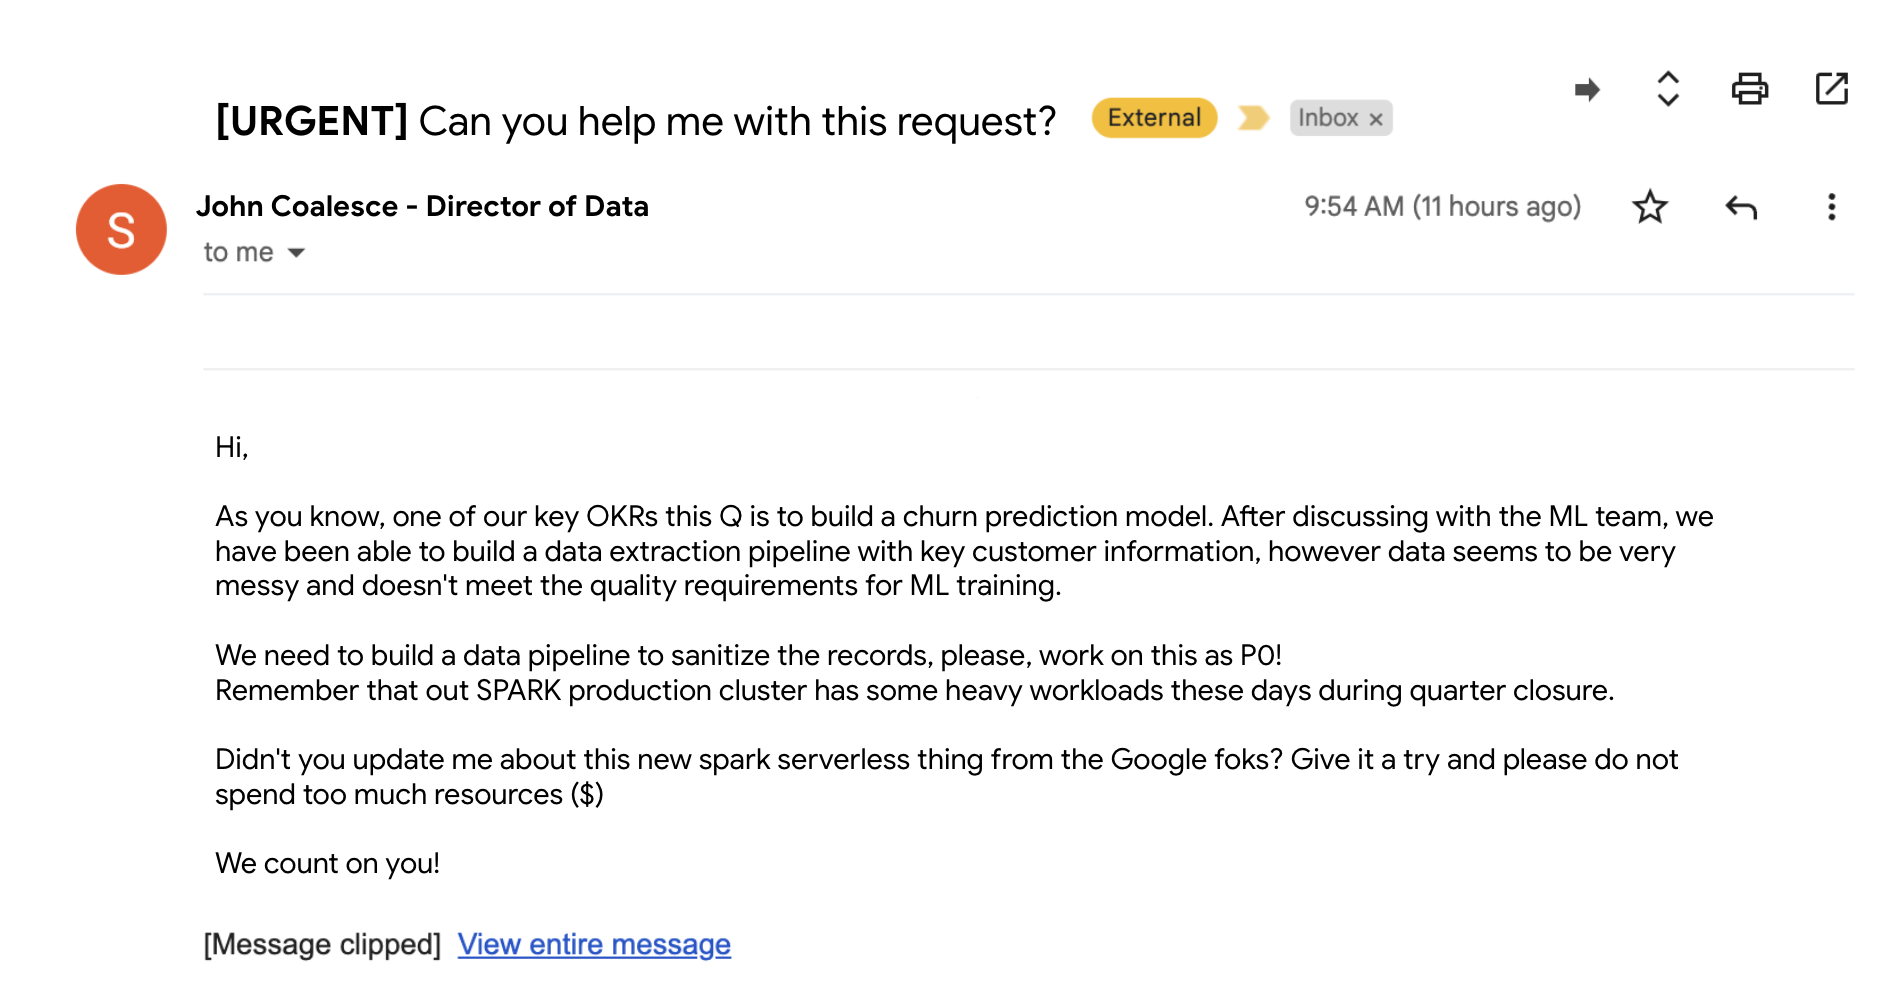 [URGENT] Can you help me with this request? External Inbox ×
S
John Coalesce - Director of Data 9:54 AM (11 hours ago)
to me
Hi,
As you know, one of our key OKRs this Q is to build a churn prediction model. After discussing with the ML team, we
have been able to build a data extraction pipeline with key customer information, however data seems to be very
messy and doesn't meet the quality requirements for ML training.
We need to build a data pipeline to sanitize the records, please, work on this as P0!
Remember that out SPARK production cluster has some heavy workloads these days during quarter closure.
Didn't you update me about this new spark serverless thing from the Google foks? Give it a try and please do not
spend too much resources ($)
We count on you!
[Message clipped] View entire message